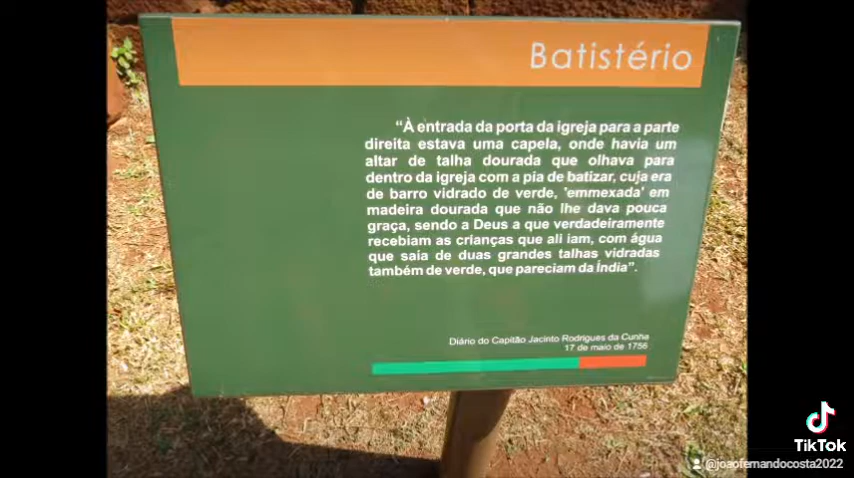 Batistério
“À entrada da porta da igreja para a parte
direita estava uma capela, onde havia um
altar de talha dourada que olhava para
dentro da igreja com a pia de batizar, cuja era
de barro vidrado de verde, 'emmexada' em
madeira dourada que não lhe dava pouca
graça, sendo a Deus a que verdadeiramente
recebiam as crianças que ali iam, com água
que saia de duas grandes talhas vidradas
também de verde, que pareciam da Índia”.
Diário do Capitão Jacinto Rodrigues da Cunha
17 de maio de 1756
TikTok
@joaofernandocosta2022